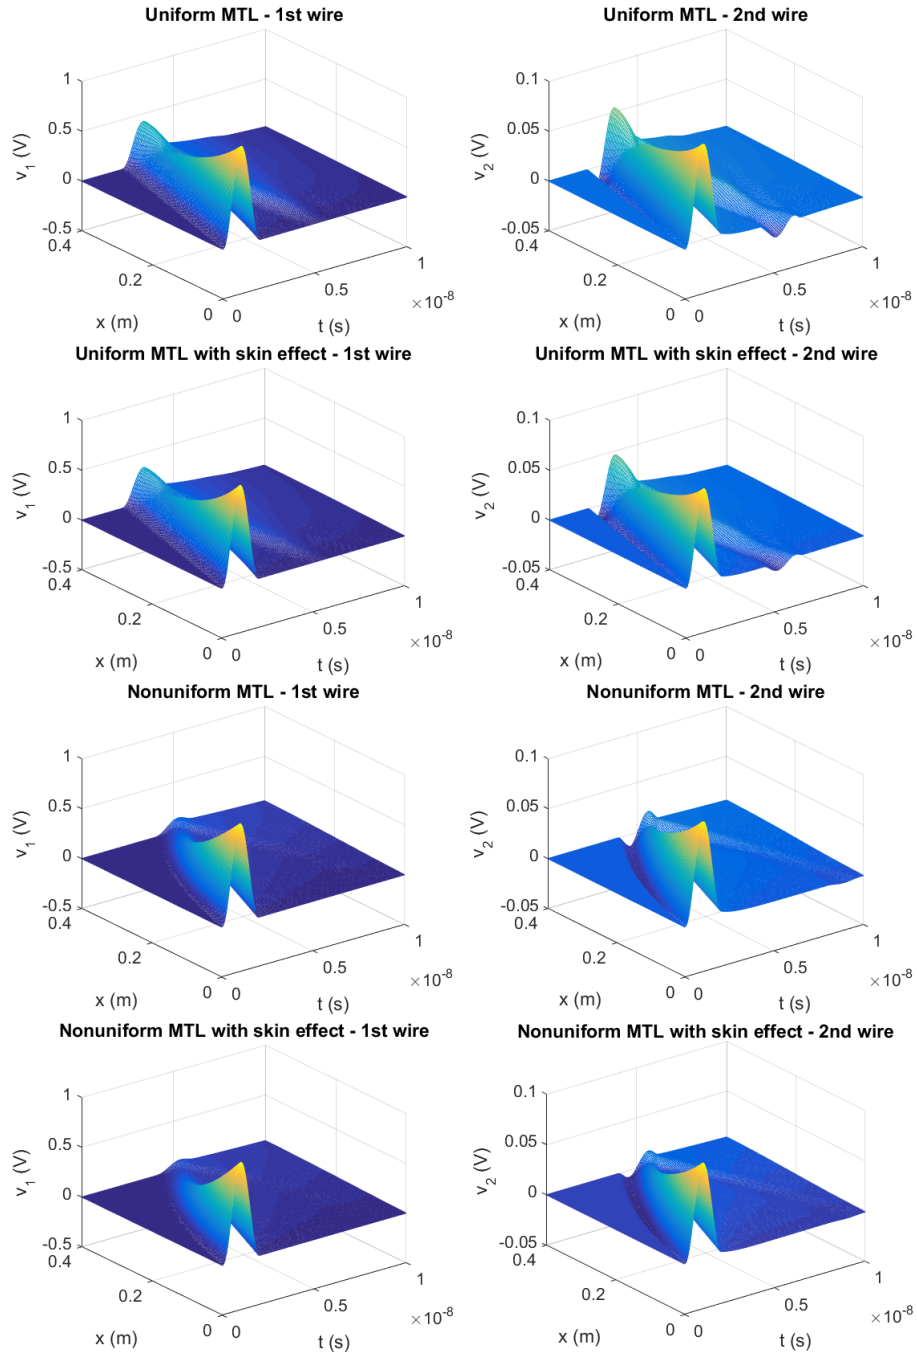 Uniform MTL - 1st wire
1
0.5
0
-0.5
v1 (V)
0.4
0.2
0
x (m)
0
0.5
1
×10-8
t (s)
Uniform MTL - 2nd wire
0.1
0.05
0
-0.05
v2 (V)
0.4
0.2
0
x (m)
0
0.5
1
×10-8
t (s)
Uniform MTL with skin effect - 1st wire
1
0.5
0
-0.5
v1 (V)
0.4
0.2
0
x (m)
0
0.5
1
×10-8
t (s)
Uniform MTL with skin effect - 2nd wire
0.1
0.05
0
-0.05
v2 (V)
0.4
0.2
0
x (m)
0
0.5
1
×10-8
t (s)
Nonuniform MTL - 1st wire
1
0.5
0
-0.5
v1 (V)
0.4
0.2
0
x (m)
0
0.5
1
×10-8
t (s)
Nonuniform MTL - 2nd wire
0.1
0.05
0
-0.05
v2 (V)
0.4
0.2
0
x (m)
0
0.5
1
×10-8
t (s)
Nonuniform MTL with skin effect - 1st wire
1
0.5
0
-0.5
v1 (V)
0.4
0.2
0
x (m)
0
0.5
1
×10-8
t (s)
Nonuniform MTL with skin effect - 2nd wire
0.1
0.05
0
-0.05
v2 (V)
0.4
0.2
0
x (m)
0
0.5
1
×10-8
t (s)